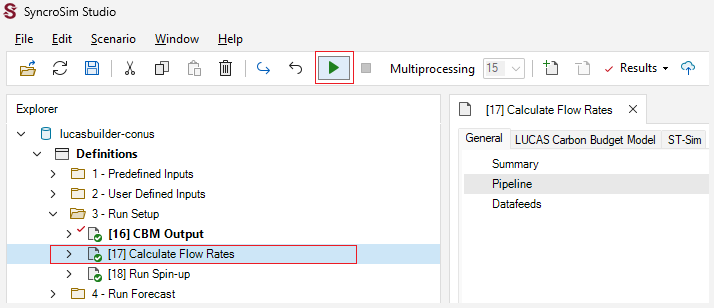 SyncroSim Studio
File Edit Scenario Window Help
Multiprocessing 15 Results
Explorer
lucasbuilder-conus
Definitions
1 - Predefined Inputs
2 - User Defined Inputs
3 - Run Setup
[16] CBM Output
[17] Calculate Flow Rates
[18] Run Spin-up
4 - Run Forecast
[17] Calculate Flow Rates
General LUCAS Carbon Budget Model ST-Sim
Summary
Pipeline
Datafeeds